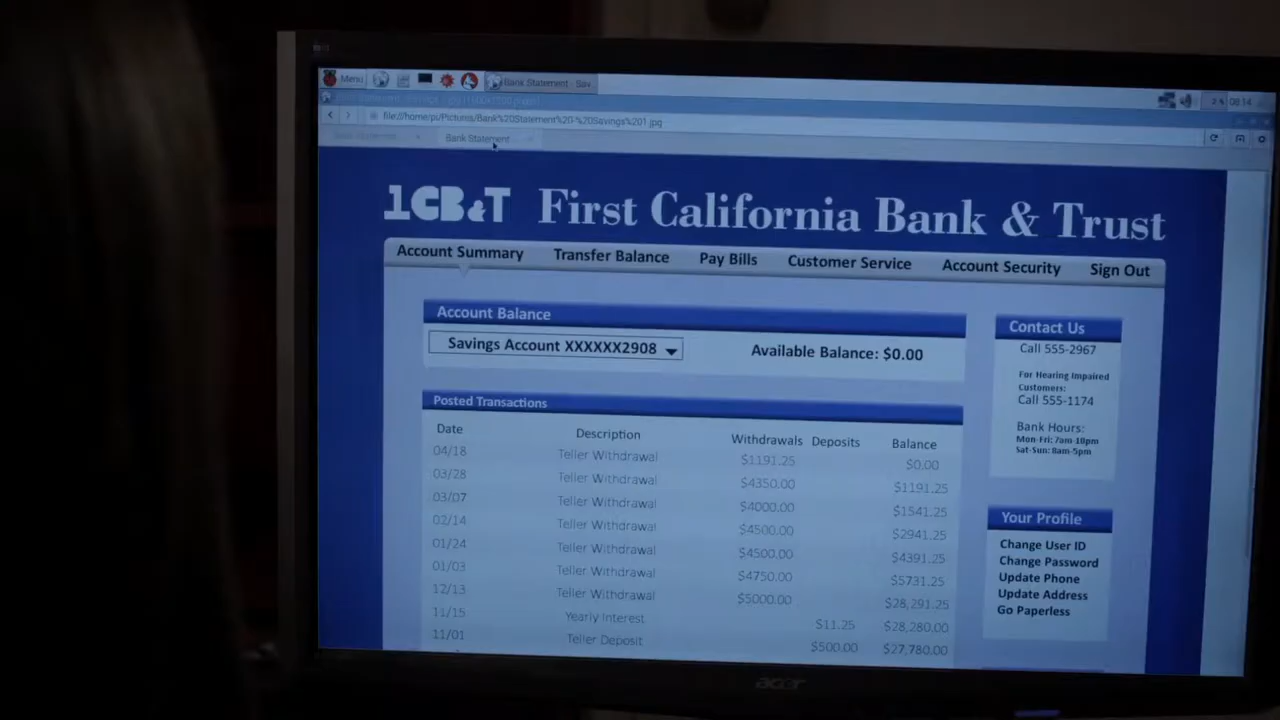 Menu
Bank Statement - Sav
2 % 08:14
file:///home/pi/Pictures/Bank%20Statement%20-%20Savings%201.jpg
Bank Statement
1CB&T First California Bank & Trust
Account Summary Transfer Balance Pay Bills Customer Service Account Security Sign Out
Account Balance
Savings Account XXXXXX2908
Available Balance: $0.00
Posted Transactions
Date Description Withdrawals Deposits Balance
04/18 Teller Withdrawal $1191.25 $0.00
03/28 Teller Withdrawal $4350.00 $1191.25
03/07 Teller Withdrawal $4000.00 $1541.25
02/14 Teller Withdrawal $4500.00 $2941.25
01/24 Teller Withdrawal $4500.00 $4391.25
01/03 Teller Withdrawal $4750.00 $5731.25
12/13 Teller Withdrawal $5000.00 $28,291.25
11/15 Yearly Interest $11.25 $28,280.00
11/01 Teller Deposit $500.00 $27,780.00
Contact Us
Call 555-2967
For Hearing Impaired
Customers:
Call 555-1174
Bank Hours:
Mon-Fri: 7am-10pm
Sat-Sun: 8am-5pm
Your Profile
Change User ID
Change Password
Update Phone
Update Address
Go Paperless
acer